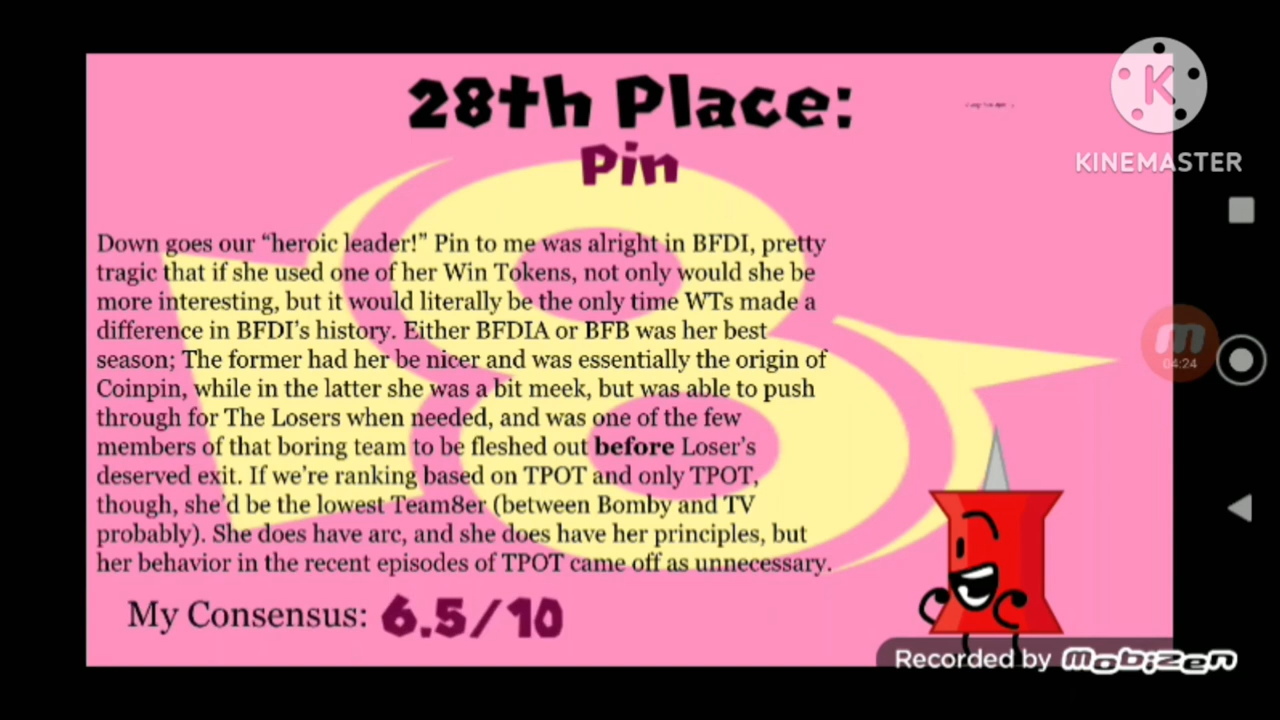 28th Place:
Pin
K
KINEMASTER
Down goes our “heroic leader!” Pin to me was alright in BFDI, pretty
tragic that if she used one of her Win Tokens, not only would she be
more interesting, but it would literally be the only time WTs made a
difference in BFDI’s history. Either BFDIA or BFB was her best
season; The former had her be nicer and was essentially the origin of
Coinpin, while in the latter she was a bit meek, but was able to push
through for The Losers when needed, and was one of the few
members of that boring team to be fleshed out before Loser’s
deserved exit. If we’re ranking based on TPOT and only TPOT,
though, she’d be the lowest Team8er (between Bomby and TV
probably). She does have arc, and she does have her principles, but
her behavior in the recent episodes of TPOT came off as unnecessary.
My Consensus: 6.5/10
m
04:24
Recorded by Mobizen